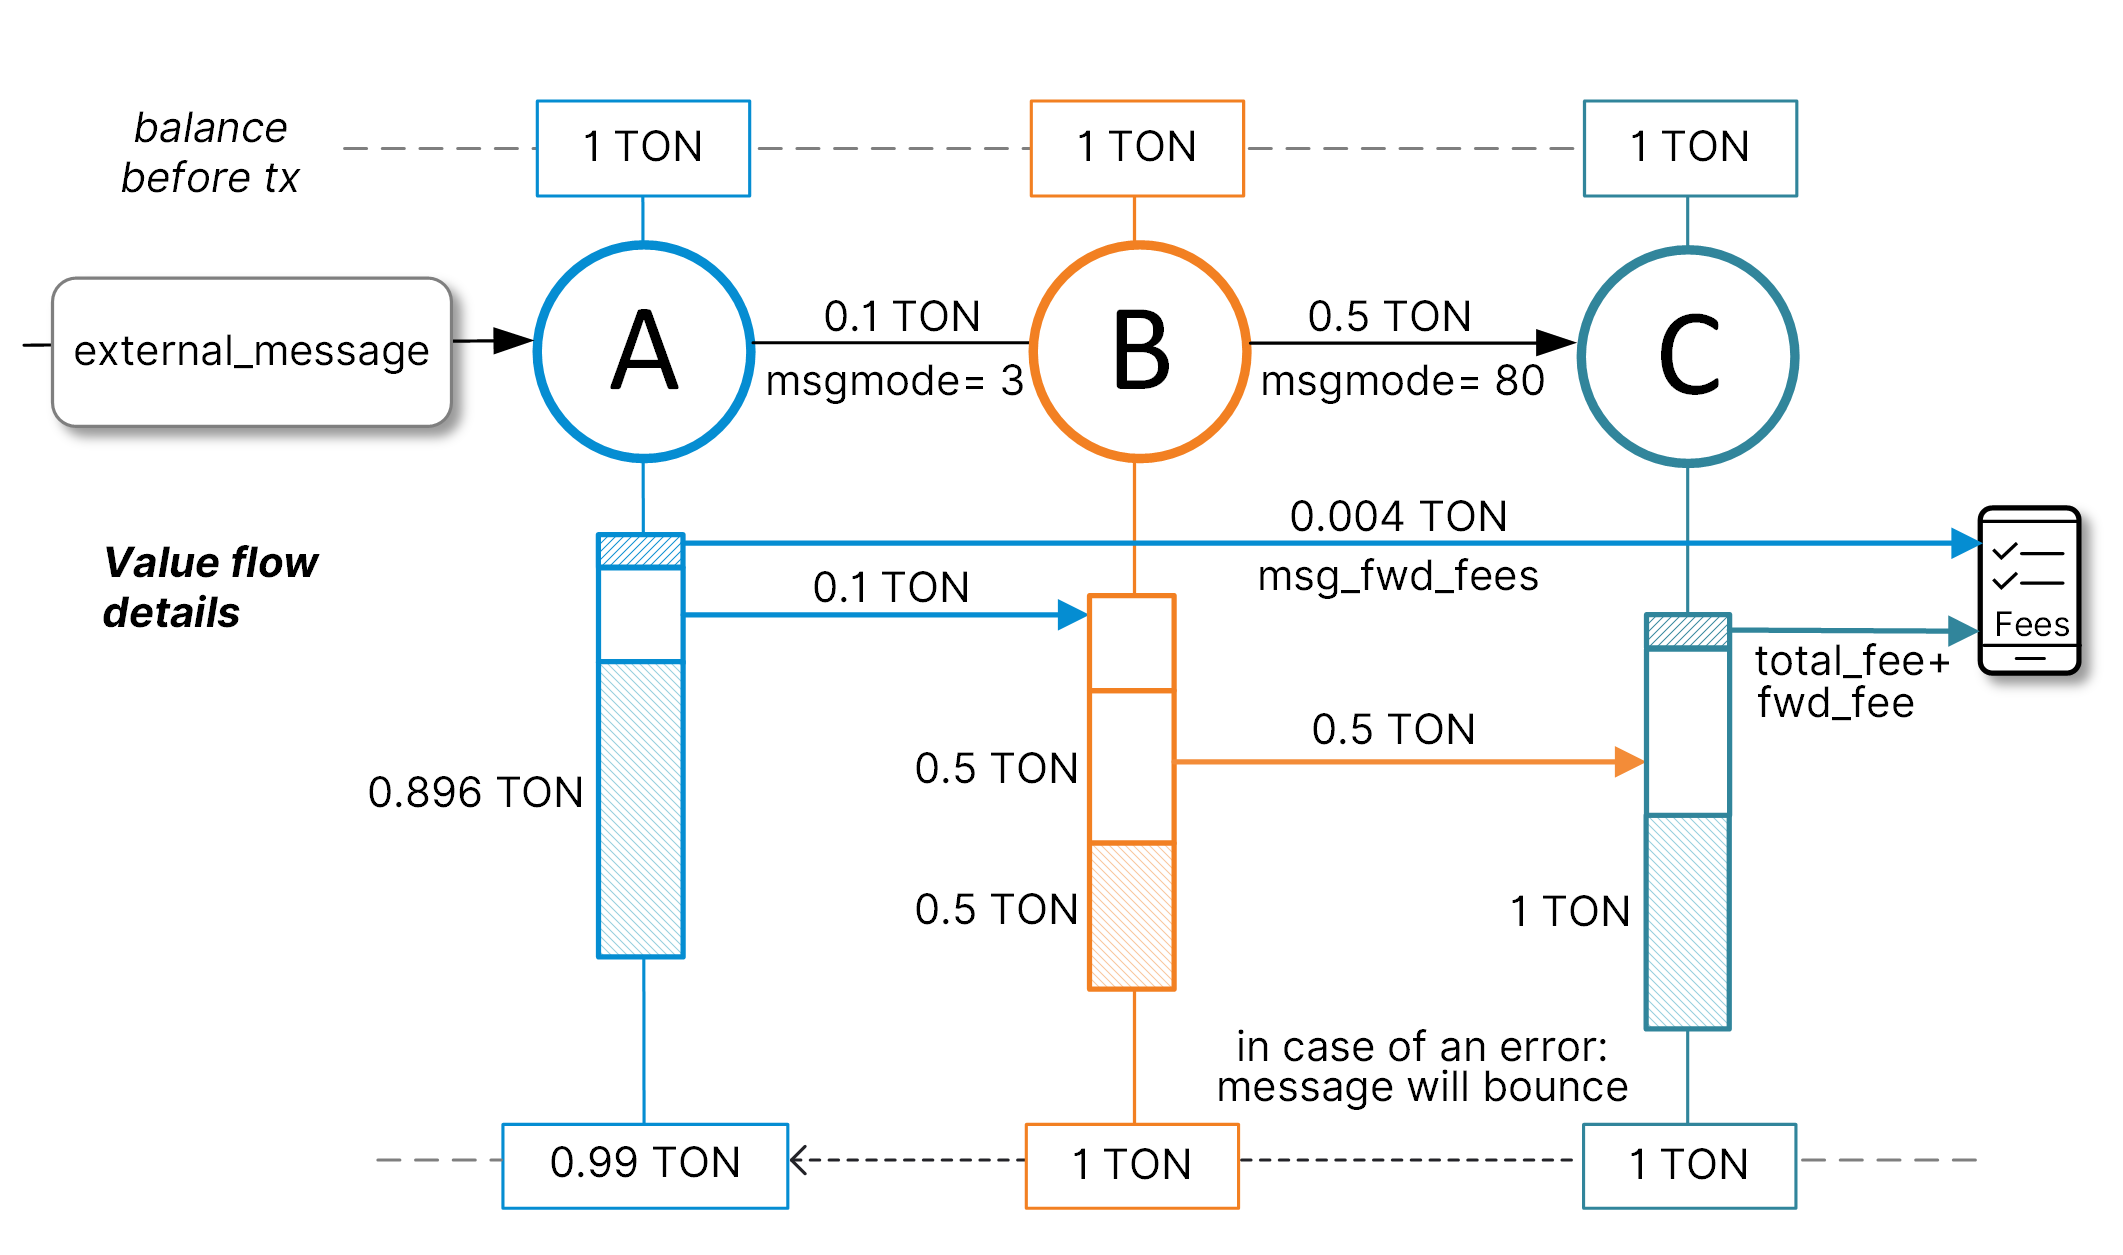 balance
before tx
1 TON
1 TON
1 TON
external_message
A
0.1 TON
msgmode= 3
B
0.5 TON
msgmode= 80
C
Value flow
details
0.004 TON
msg_fwd_fees
0.1 TON
Fees
total_fee+
fwd_fee
0.5 TON
0.896 TON
0.5 TON
0.5 TON
1 TON
in case of an error:
message will bounce
0.99 TON
1 TON
1 TON